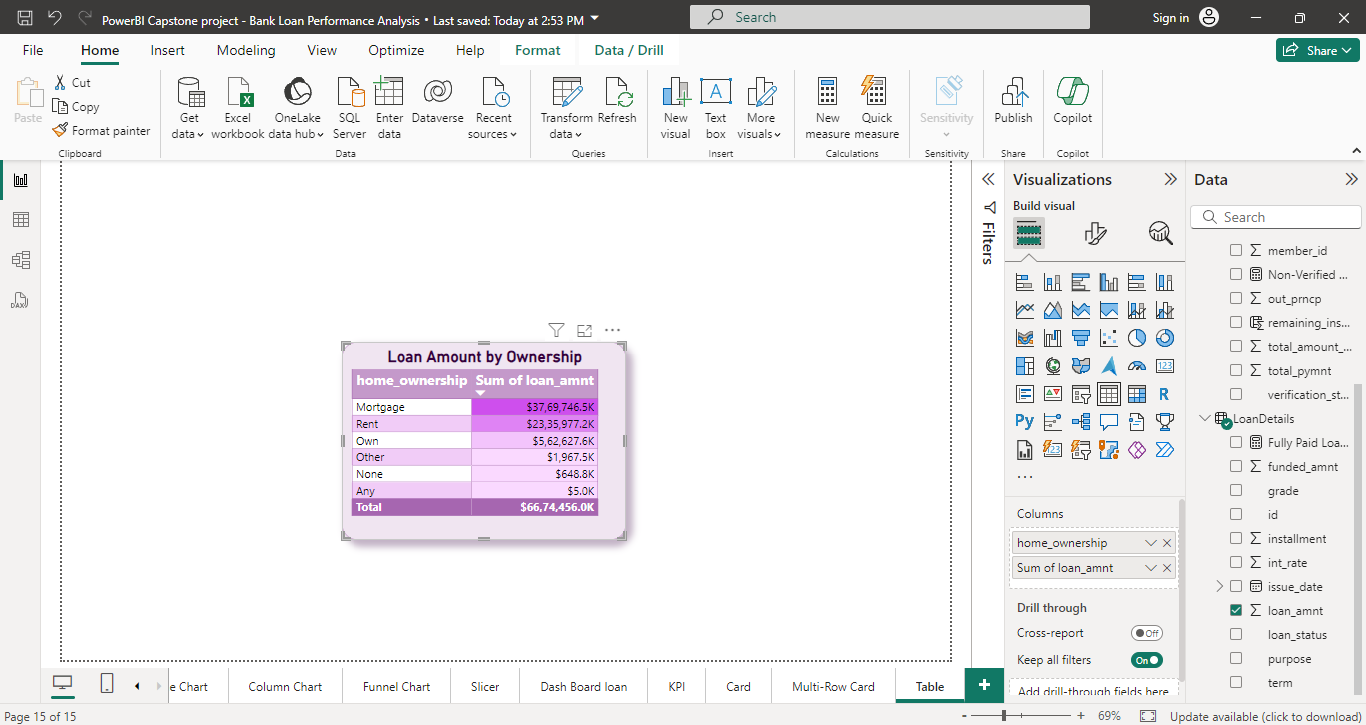 PowerBI Capstone project - Bank Loan Performance Analysis • Last saved: Today at 2:53 PM
Search
Sign in
File
Home
Insert
Modeling
View
Optimize
Help
Format
Data / Drill
Share
Paste
Cut
Copy
Format painter
Clipboard
Get data
Excel workbook
OneLake data hub
SQL Server
Enter data
Dataverse
Recent sources
Data
Transform data
Refresh
Queries
New visual
Text box
More visuals
Insert
New measure
Quick measure
Calculations
Sensitivity
Sensitivity
Publish
Share
Copilot
Copilot
Loan Amount by Ownership
home_ownership Sum of loan_amnt
Mortgage $37,69,746.5K
Rent $23,35,977.2K
Own $5,62,627.6K
Other $1,967.5K
None $648.8K
Any $5.0K
Total $66,74,456.0K
Filters
Visualizations
Build visual
123
R
Py
123
...
Columns
home_ownership
Sum of loan_amnt
Drill through
Cross-report
Off
Keep all filters
On
Add drill-through fields here
Data
Search
member_id
Non-Verified ...
out_prncp
remaining_ins...
total_amount_...
total_pymnt
verification_st...
LoanDetails
Fully Paid Loa...
funded_amnt
grade
id
installment
int_rate
issue_date
loan_amnt
loan_status
purpose
term
e Chart
Column Chart
Funnel Chart
Slicer
Dash Board loan
KPI
Card
Multi-Row Card
Table
+
Page 15 of 15
- + 69%
Update available (click to download)